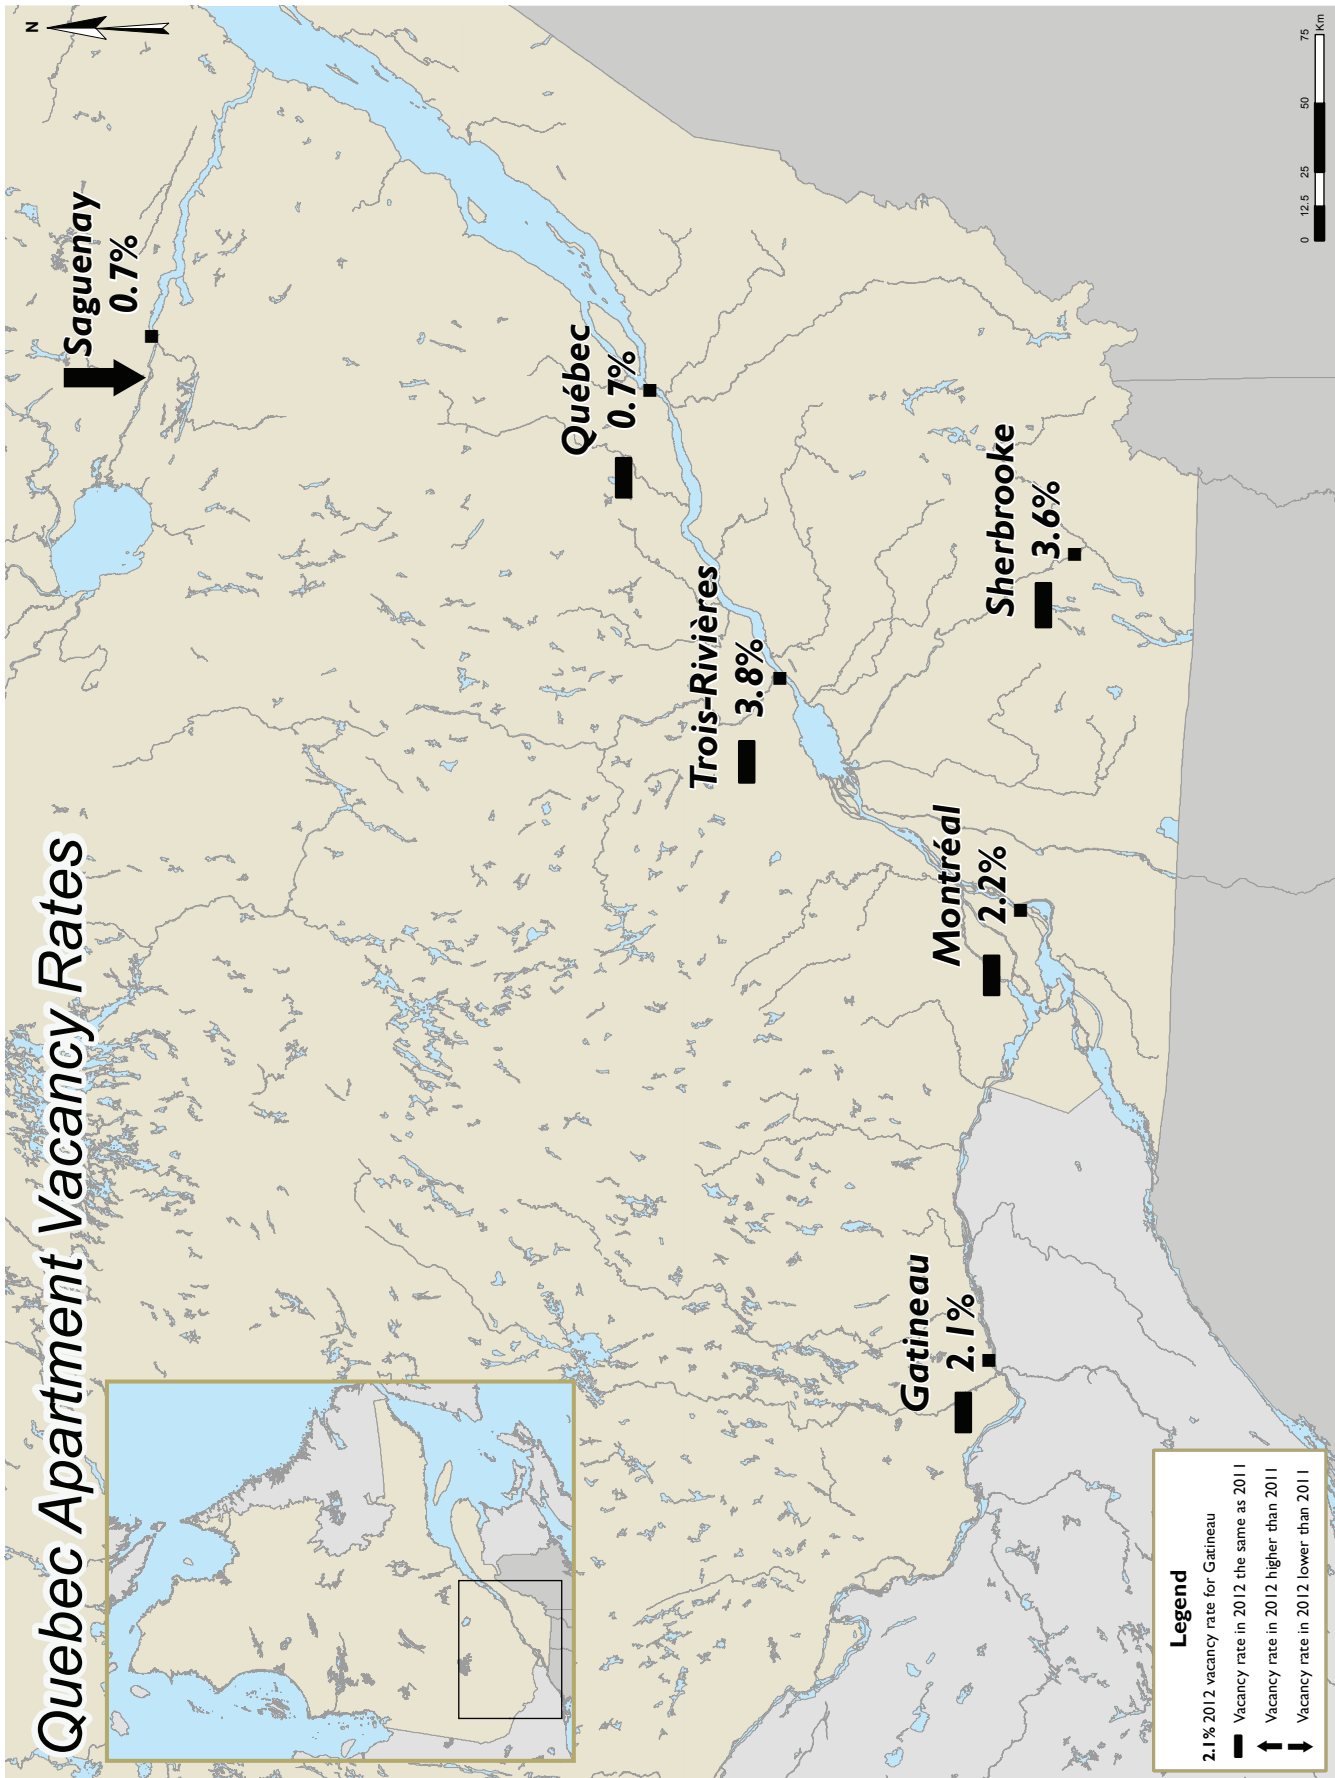 Quebec Apartment Vacancy Rates
N
Saguenay
0.7%
Québec
0.7%
Trois-Rivières
3.8%
Sherbrooke
3.6%
Montréal
2.2%
Gatineau
2.1%
Legend
2.1% 2012 vacancy rate for Gatineau
Vacancy rate in 2012 the same as 2011
Vacancy rate in 2012 higher than 2011
Vacancy rate in 2012 lower than 2011
0 12.5 25 50 75
Km